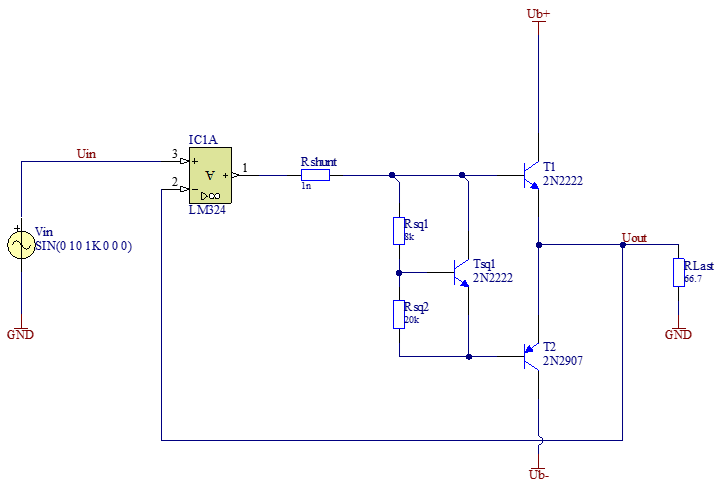 Ub+
IC1A
Uin
3
+
A
+
1
2
−
▷∞
LM324
Rshunt
1n
T1
2N2222
Vin
SIN(0 10 1K 0 0 0)
+
GND
Rsq1
8k
Tsq1
2N2222
Rsq2
20k
Uout
RLast
66.7
GND
T2
2N2907
Ub-